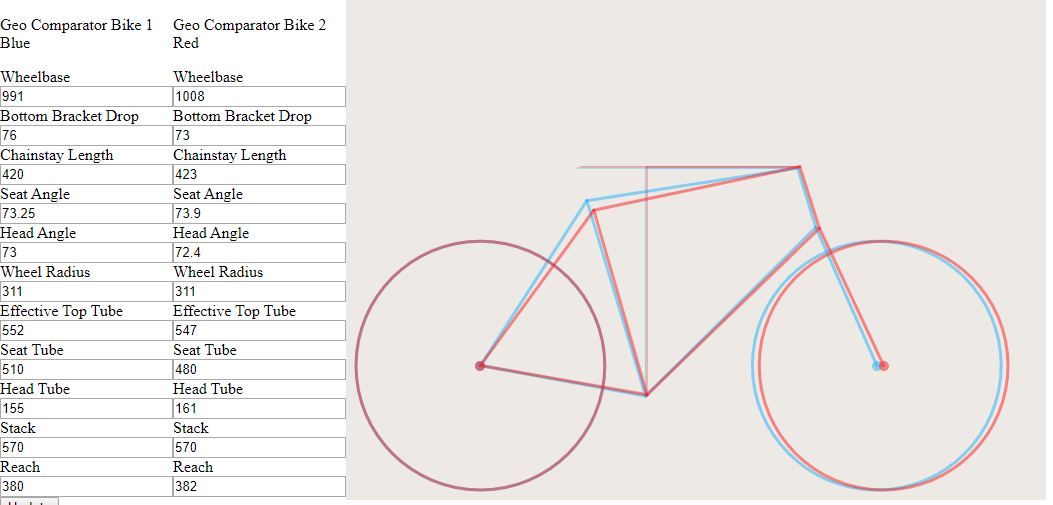 Geo Comparator Bike 1 Geo Comparator Bike 2
Blue Red
Wheelbase Wheelbase
991 1008
Bottom Bracket Drop Bottom Bracket Drop
76 73
Chainstay Length Chainstay Length
420 423
Seat Angle Seat Angle
73.25 73.9
Head Angle Head Angle
73 72.4
Wheel Radius Wheel Radius
311 311
Effective Top Tube Effective Top Tube
552 547
Seat Tube Seat Tube
510 480
Head Tube Head Tube
155 161
Stack Stack
570 570
Reach Reach
380 382